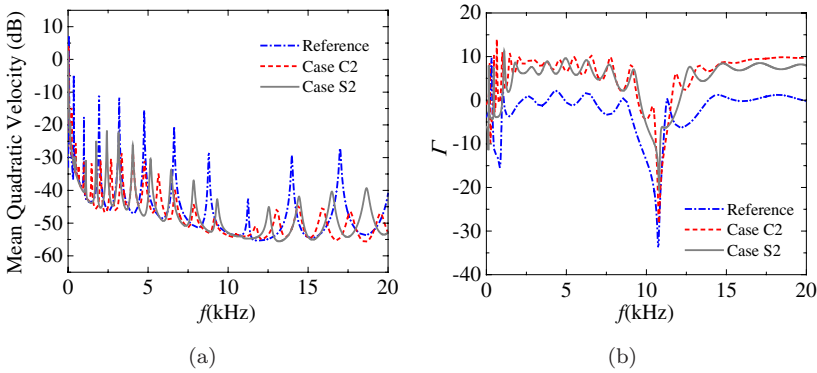 Mean Quadratic Velocity (dB)
10
0
-10
-20
-30
-40
-50
-60
0
5
10
15
20
f(kHz)
Reference
Case C2
Case S2
(a)
Γ
20
10
0
-10
-20
-30
-40
0
5
10
15
20
f(kHz)
Reference
Case C2
Case S2
(b)